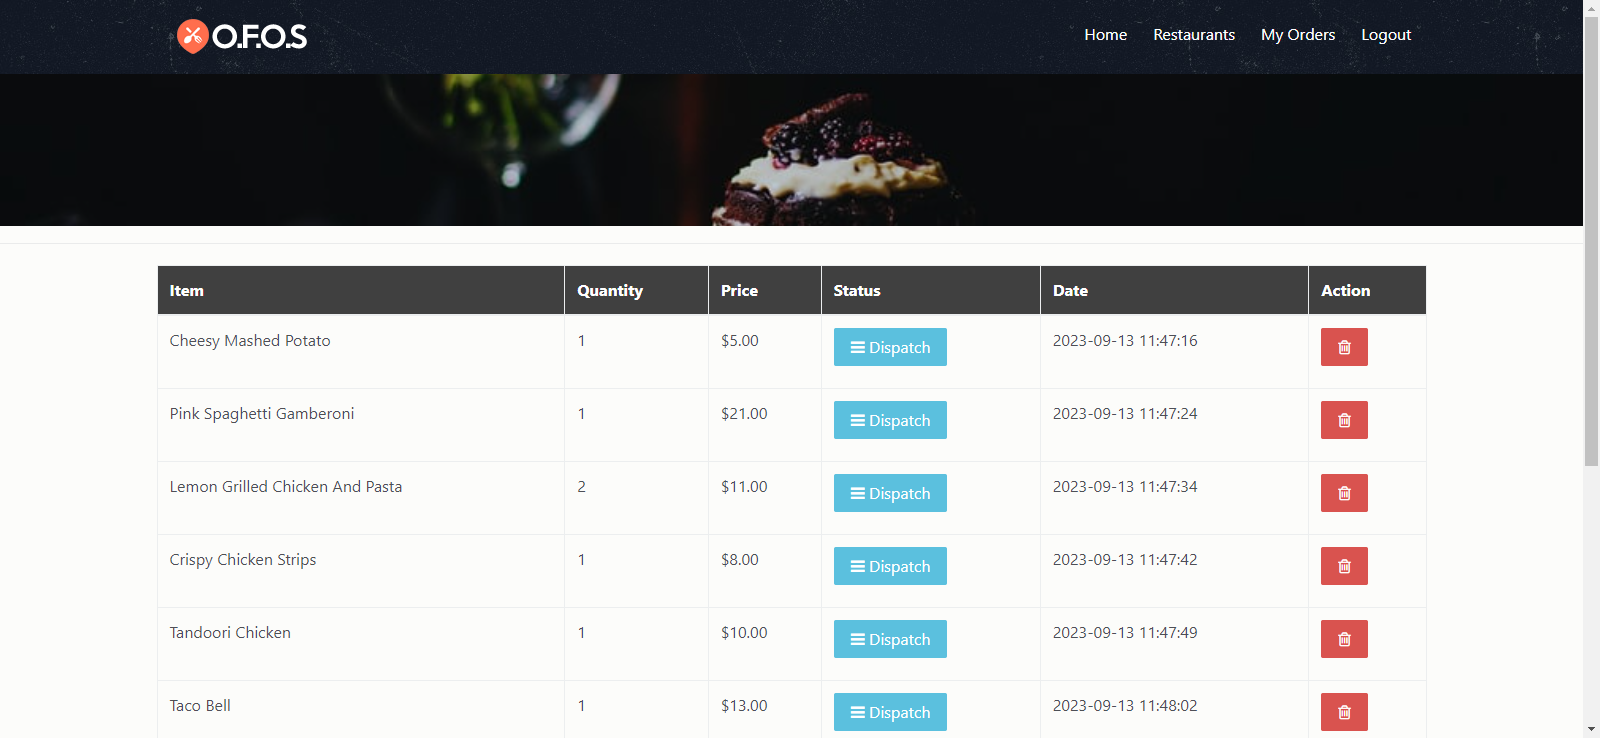 O.F.O.S
Home Restaurants My Orders Logout
Item Quantity Price Status Date Action
Cheesy Mashed Potato 1 $5.00 Dispatch 2023-09-13 11:47:16
Pink Spaghetti Gamberoni 1 $21.00 Dispatch 2023-09-13 11:47:24
Lemon Grilled Chicken And Pasta 2 $11.00 Dispatch 2023-09-13 11:47:34
Crispy Chicken Strips 1 $8.00 Dispatch 2023-09-13 11:47:42
Tandoori Chicken 1 $10.00 Dispatch 2023-09-13 11:47:49
Taco Bell 1 $13.00 Dispatch 2023-09-13 11:48:02